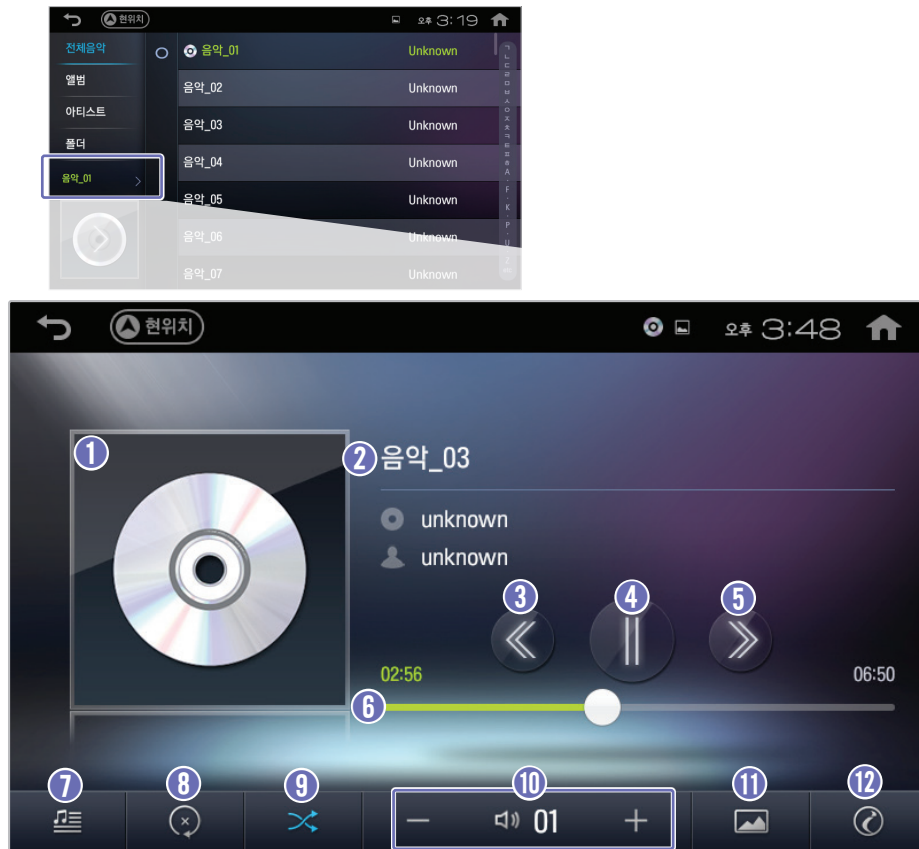 현위치 오후 3:19
전체음악
음악_01 Unknown
앨범
음악_02 Unknown
아티스트
음악_03 Unknown
폴더
음악_04 Unknown
음악_01 >
음악_05 Unknown
음악_06 Unknown
음악_07 Unknown
ㄱ
ㄴ
ㄷ
ㄹ
ㅁ
ㅂ
ㅅ
ㅇ
ㅈ
ㅊ
ㅋ
ㅌ
ㅍ
ㅎ
A
F
K
P
U
Z
현위치 오후 3:48
1
2 음악_03
unknown
unknown
3 4 5
02:56 06:50
6
7 8 9 10 11 12
- 01 +